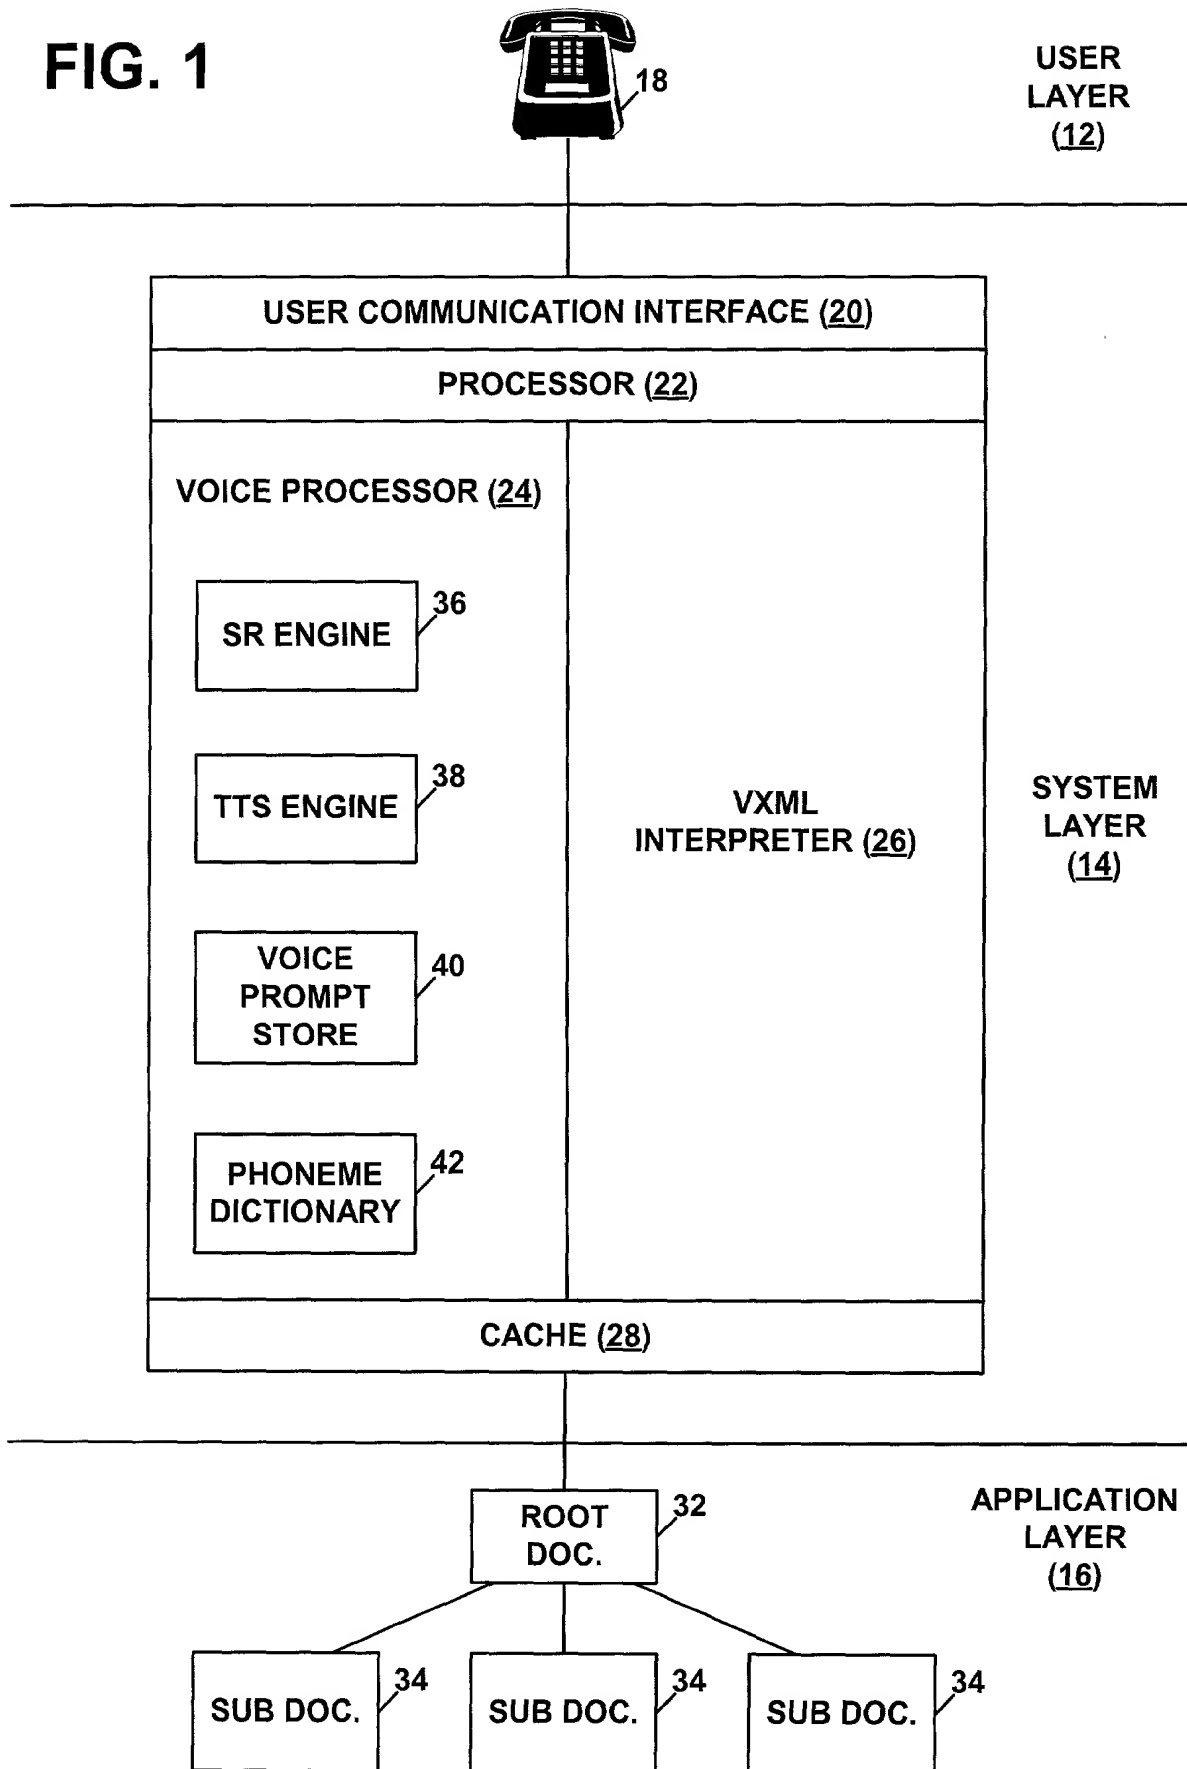 FIG. 1
18
USER
LAYER
(12)
USER COMMUNICATION INTERFACE (20)
PROCESSOR (22)
VOICE PROCESSOR (24)
36
SR ENGINE
38
TTS ENGINE
VXML
INTERPRETER (26)
SYSTEM
LAYER
(14)
40
VOICE
PROMPT
STORE
42
PHONEME
DICTIONARY
CACHE (28)
32
ROOT
DOC.
APPLICATION
LAYER
(16)
34
SUB DOC.
34
SUB DOC.
34
SUB DOC.